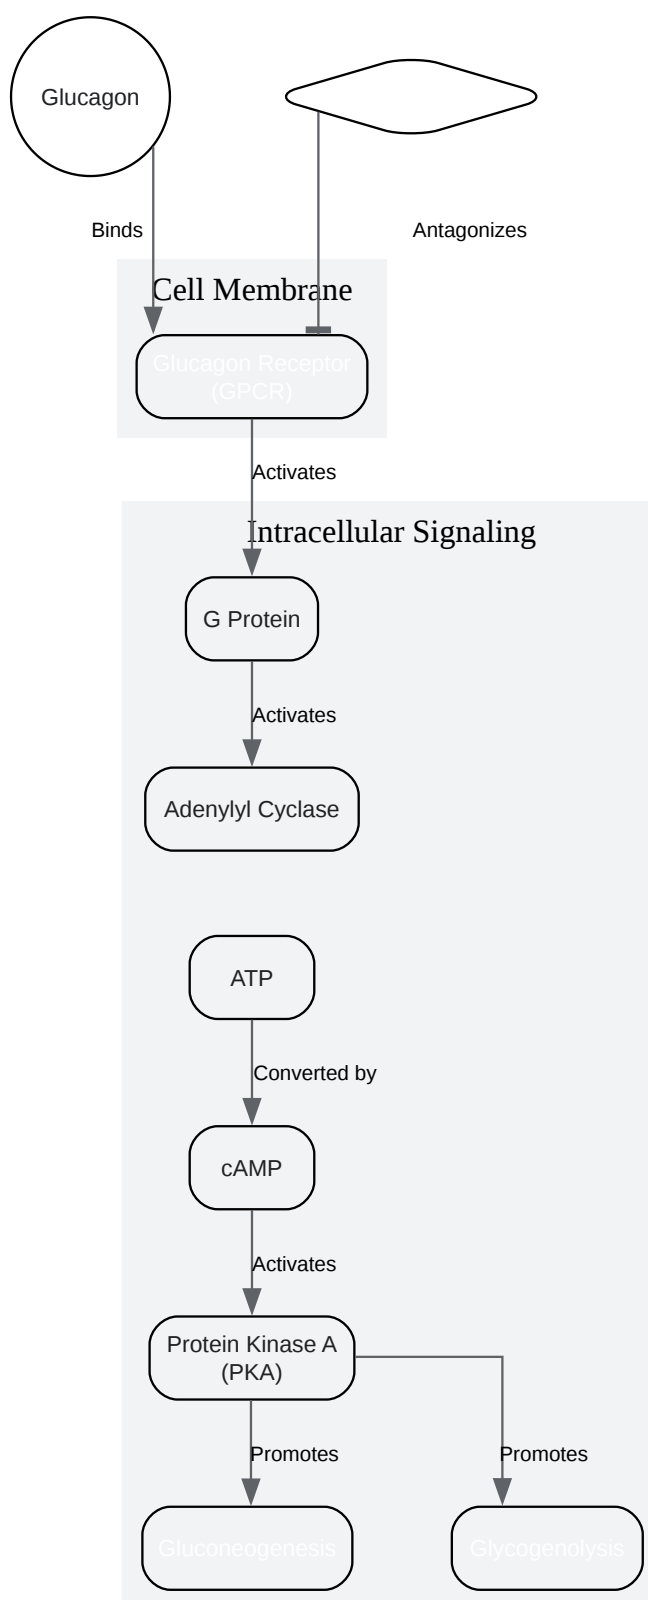 Glucagon
Binds
Antagonizes
Cell Membrane
Glucagon Receptor
(GPCR)
Activates
Intracellular Signaling
G Protein
Activates
Adenylyl Cyclase
ATP
Converted by
cAMP
Activates
Protein Kinase A
(PKA)
Promotes
Promotes
Gluconeogenesis
Glycogenolysis